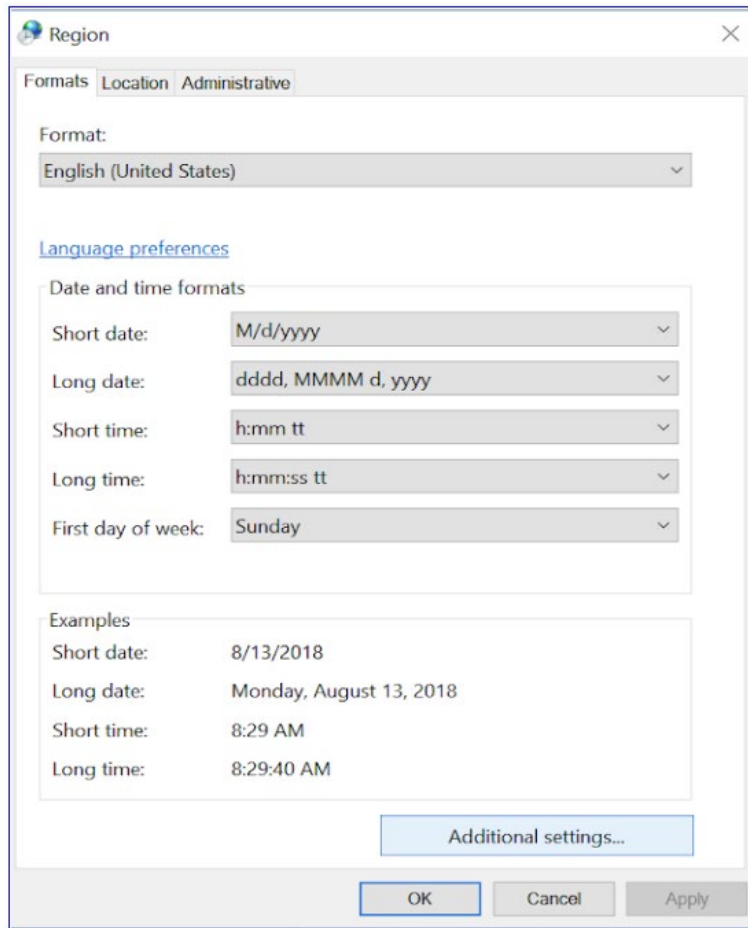 Region
Formats Location Administrative
Format:
English (United States)
Language preferences
Date and time formats
Short date: M/d/yyyy
Long date: dddd, MMMM d, yyyy
Short time: h:mm tt
Long time: h:mm:ss tt
First day of week: Sunday
Examples
Short date: 8/13/2018
Long date: Monday, August 13, 2018
Short time: 8:29 AM
Long time: 8:29:40 AM
Additional settings...
OK Cancel Apply